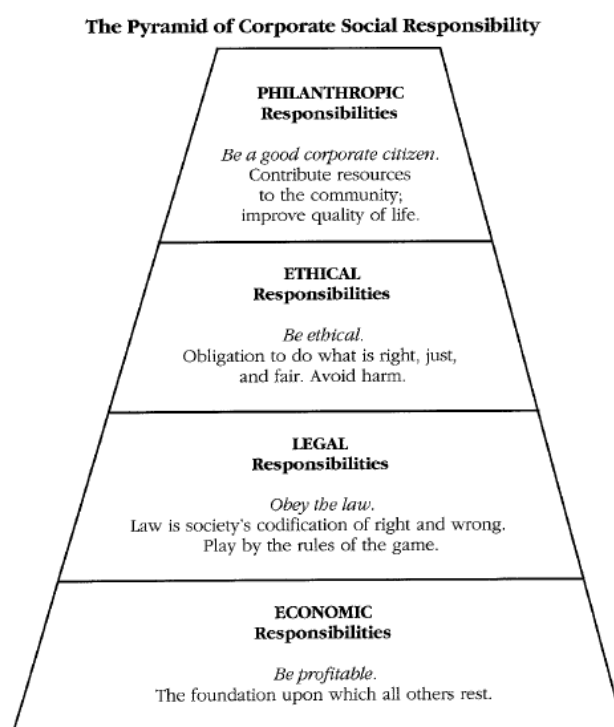 The Pyramid of Corporate Social Responsibility
PHILANTHROPIC
Responsibilities
Be a good corporate citizen.
Contribute resources
to the community;
improve quality of life.
ETHICAL
Responsibilities
Be ethical.
Obligation to do what is right, just,
and fair. Avoid harm.
LEGAL
Responsibilities
Obey the law.
Law is society's codification of right and wrong.
Play by the rules of the game.
ECONOMIC
Responsibilities
Be profitable.
The foundation upon which all others rest.